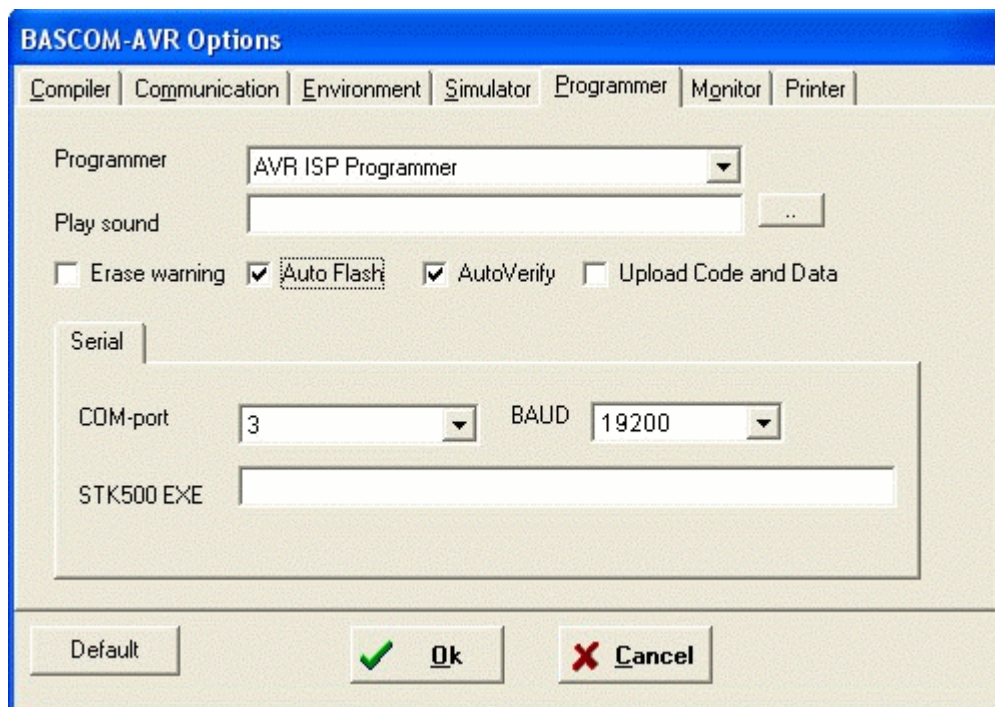 BASCOM-AVR Options
Compiler Communication Environment Simulator Programmer Monitor Printer
Programmer AVR ISP Programmer
Play sound ..
Erase warning Auto Flash AutoVerify Upload Code and Data
Serial
COM-port 3 BAUD 19200
STK500 EXE
Default Ok Cancel